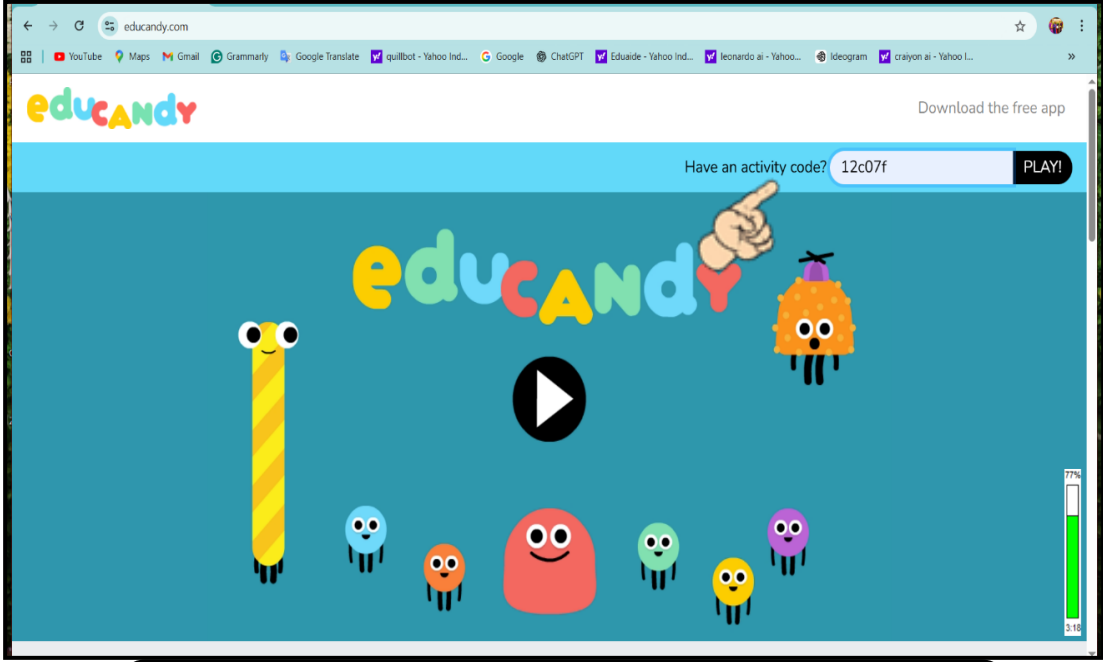 educandy.com
YouTube Maps Gmail Grammarly Google Translate quillbot - Yahoo Ind... Google ChatGPT Eduaide - Yahoo Ind... leonardo ai - Yahoo... Ideogram craiyon ai - Yahoo I... »
educandy Download the free app
Have an activity code? 12c07f PLAY!
educandy
77%
3:18